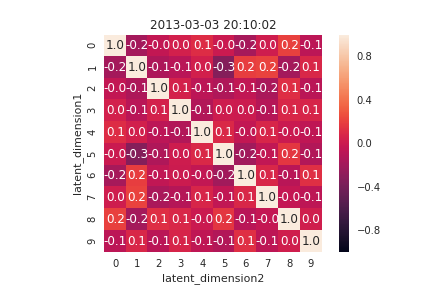 2013-03-03 20:10:02
latent_dimension1
0 1.0 -0.2 -0.0 0.0 0.1 -0.0 -0.2 0.0 0.2 -0.1
1 -0.2 1.0 -0.1 -0.1 0.0 -0.3 0.2 0.2 -0.2 0.1
2 -0.0 -0.1 1.0 0.1 -0.1 -0.1 -0.1 -0.2 0.1 -0.1
3 0.0 -0.1 0.1 1.0 -0.1 0.0 0.0 -0.1 0.1 0.1
4 0.1 0.0 -0.1 -0.1 1.0 0.1 -0.0 0.1 -0.0 -0.1
5 -0.0 -0.3 -0.1 0.0 0.1 1.0 -0.2 -0.1 0.2 -0.1
6 -0.2 0.2 -0.1 0.0 -0.0 -0.2 1.0 0.1 -0.1 0.1
7 0.0 0.2 -0.2 -0.1 0.1 -0.1 0.1 1.0 -0.0 -0.1
8 0.2 -0.2 0.1 0.1 -0.0 0.2 -0.1 -0.0 1.0 0.0
9 -0.1 0.1 -0.1 0.1 -0.1 -0.1 0.1 -0.1 0.0 1.0
0 1 2 3 4 5 6 7 8 9
latent_dimension2
0.8
0.4
0.0
-0.4
-0.8